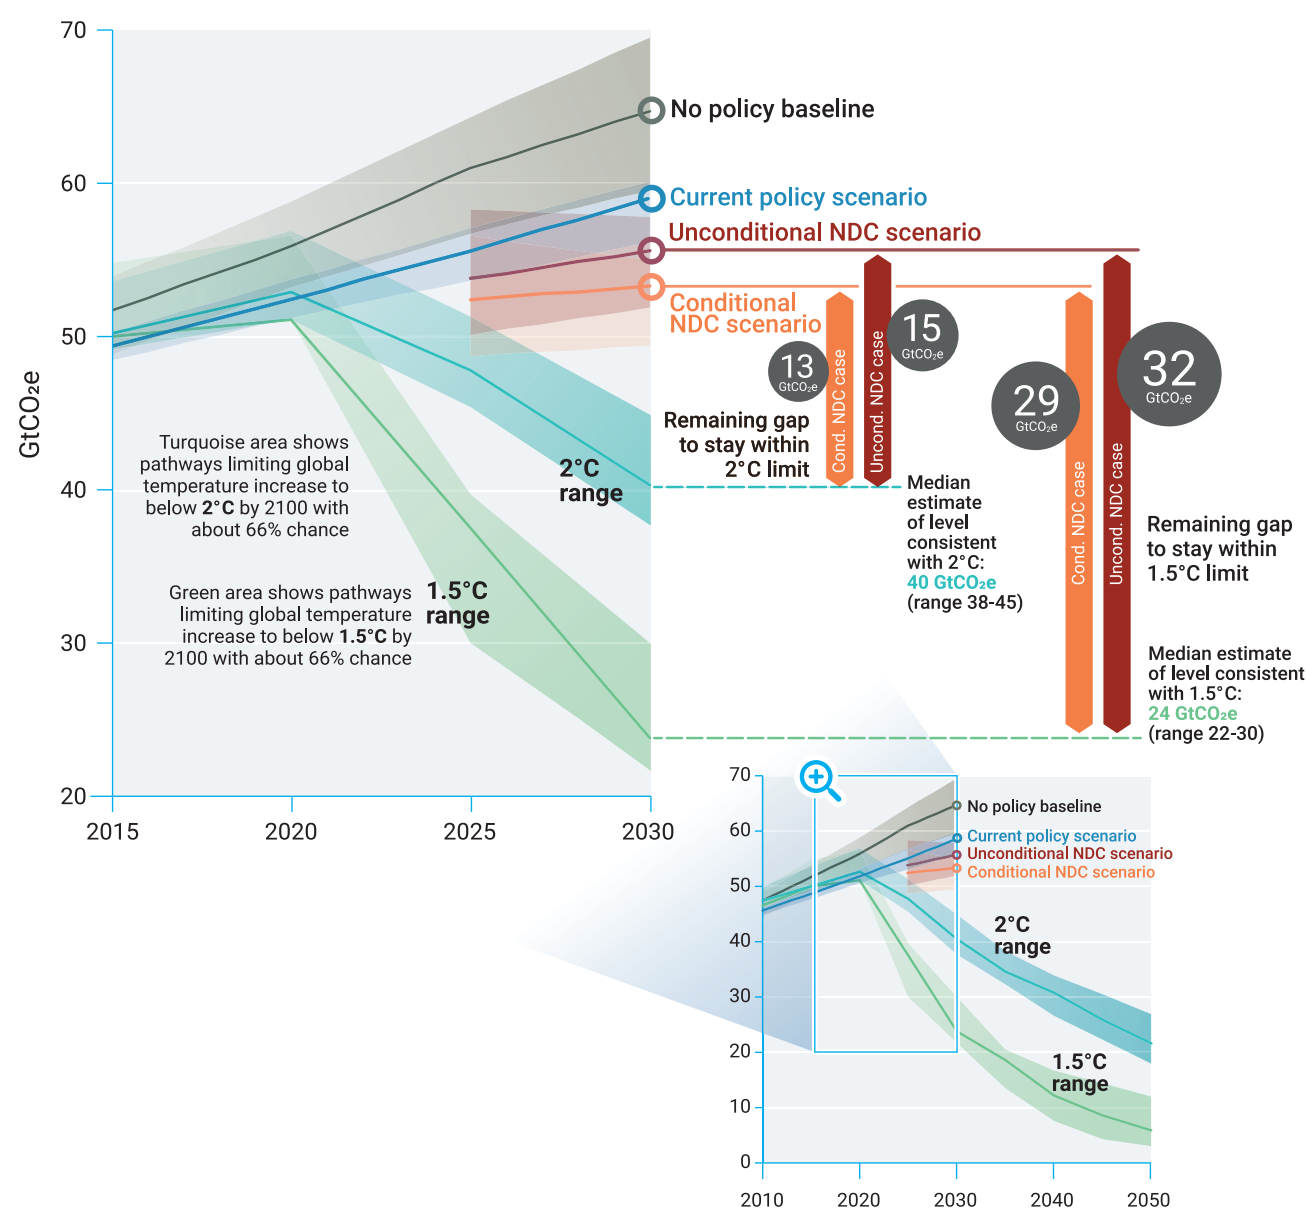 70
60
50
40
30
20
GtCO₂e
2015
2020
2025
2030
No policy baseline
Current policy scenario
Unconditional NDC scenario
Conditional
NDC scenario
Turquoise area shows
pathways limiting global
temperature increase to
below 2°C by 2100 with
about 66% chance
Green area shows pathways
limiting global temperature
increase to below 1.5°C by
2100 with about 66% chance
2°C
range
1.5°C
range
13
GtCO₂e
15
GtCO₂e
Cond. NDC case
Uncond. NDC case
Remaining gap
to stay within
2°C limit
Median
estimate
of level
consistent
with 2°C:
40 GtCO₂e
(range 38-45)
29
GtCO₂e
32
GtCO₂e
Cond. NDC case
Uncond. NDC case
Remaining gap
to stay within
1.5°C limit
Median estimate
of level consistent
with 1.5°C:
24 GtCO₂e
(range 22-30)
70
60
50
40
30
20
10
0
2010
2020
2030
2040
2050
No policy baseline
Current policy scenario
Unconditional NDC scenario
Conditional NDC scenario
2°C
range
1.5°C
range